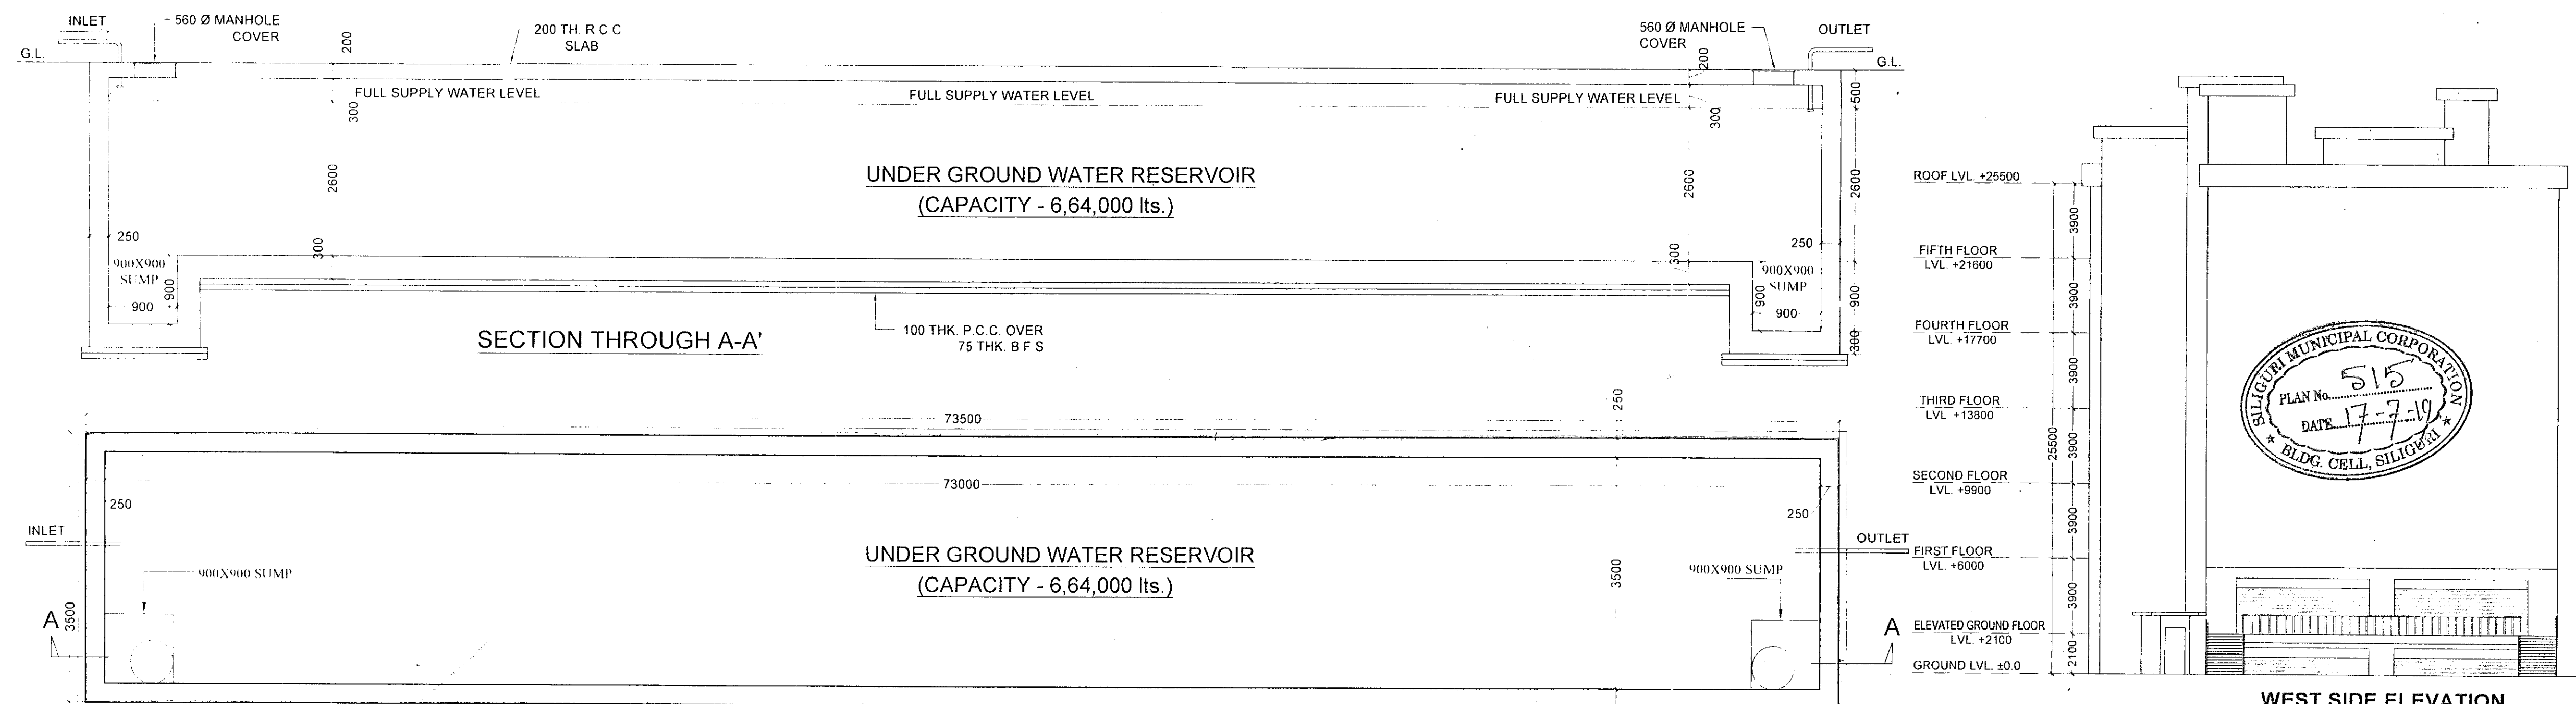 INLET
560 Ø MANHOLE
COVER
200
200 TH. R.C.C
SLAB
560 Ø MANHOLE
COVER
OUTLET
200
G.L.
G.L.
FULL SUPPLY WATER LEVEL
FULL SUPPLY WATER LEVEL
FULL SUPPLY WATER LEVEL
300
300
500
2600
2600
2600
UNDER GROUND WATER RESERVOIR
(CAPACITY - 6,64,000 lts.)
250
250
300
300
900X900
SUMP
900
900
900X900
SUMP
900
900
900
300
100 THK. P.C.C. OVER
75 THK. B F S
SECTION THROUGH A-A'
250
73500
73000
250
250
INLET
OUTLET
UNDER GROUND WATER RESERVOIR
(CAPACITY - 6,64,000 lts.)
900X900 SUMP
900X900 SUMP
3500
3500
A
A
ROOF LVL. +25500
3900
FIFTH FLOOR
LVL. +21600
3900
FOURTH FLOOR
LVL. +17700
3900
THIRD FLOOR
LVL +13800
25500
3900
SECOND FLOOR
LVL. +9900
3900
FIRST FLOOR
LVL. +6000
3900
ELEVATED GROUND FLOOR
LVL. +2100
2100
GROUND LVL. ±0.0
SILIGURI MUNICIPAL CORPORATION
PLAN No. 515
DATE 17-7-19
★ BLDG. CELL, SILIGURI ★
WEST SIDE ELEVATION